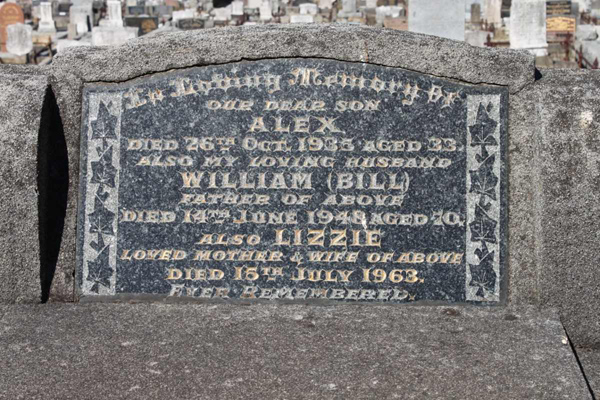 In Loving Memory of
OUR DEAR SON
ALEX
DIED 26TH OCT. 1935 AGED 33.
ALSO MY LOVING HUSBAND
WILLIAM (BILL)
FATHER OF ABOVE
DIED 14TH JUNE 1948 AGED 70.
ALSO LIZZIE
LOVED MOTHER & WIFE OF ABOVE
DIED 15TH JULY 1963.
EVER REMEMBERED.